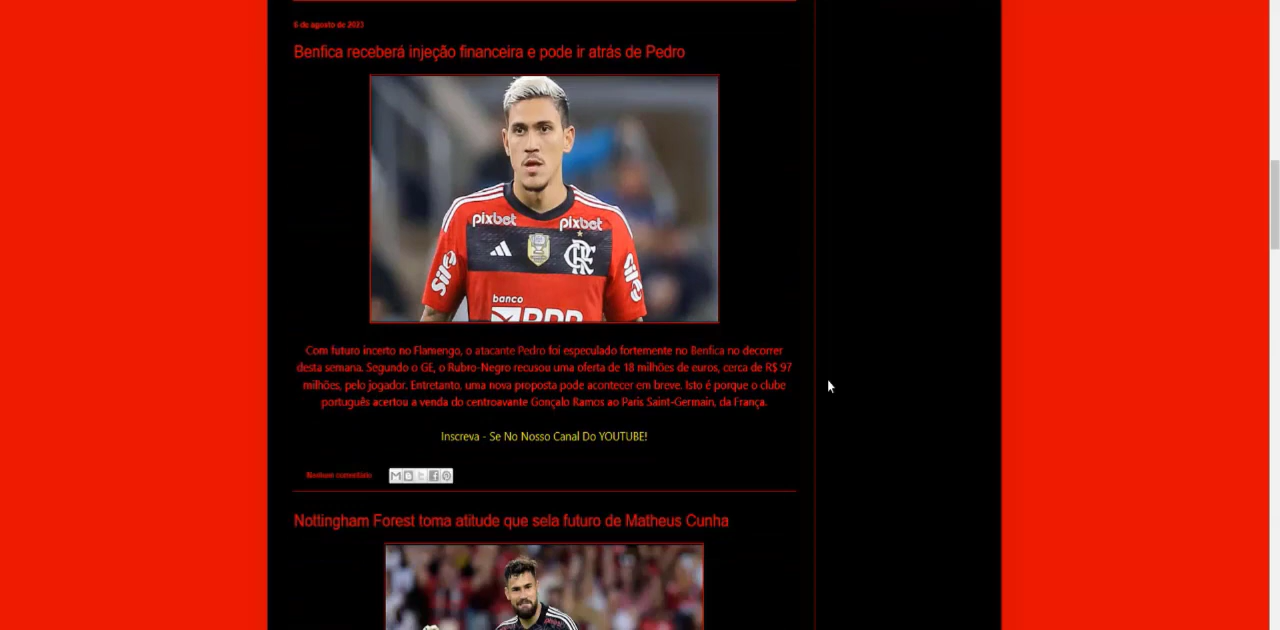 6 de agosto de 2023
Benfica receberá injeção financeira e pode ir atrás de Pedro
pixbet pixbet
Sil
Sil
banco
BRB
Com futuro incerto no Flamengo, o atacante Pedro foi especulado fortemente no Benfica no decorrer
desta semana. Segundo o GE, o Rubro-Negro recusou uma oferta de 18 milhões de euros, cerca de R$ 97
milhões, pelo jogador. Entretanto, uma nova proposta pode acontecer em breve. Isto é porque o clube
português acertou a venda do centroavante Gonçalo Ramos ao Paris Saint-Germain, da França.
Inscreva - Se No Nosso Canal Do YOUTUBE!
Nenhum comentário
Nottingham Forest toma atitude que sela futuro de Matheus Cunha